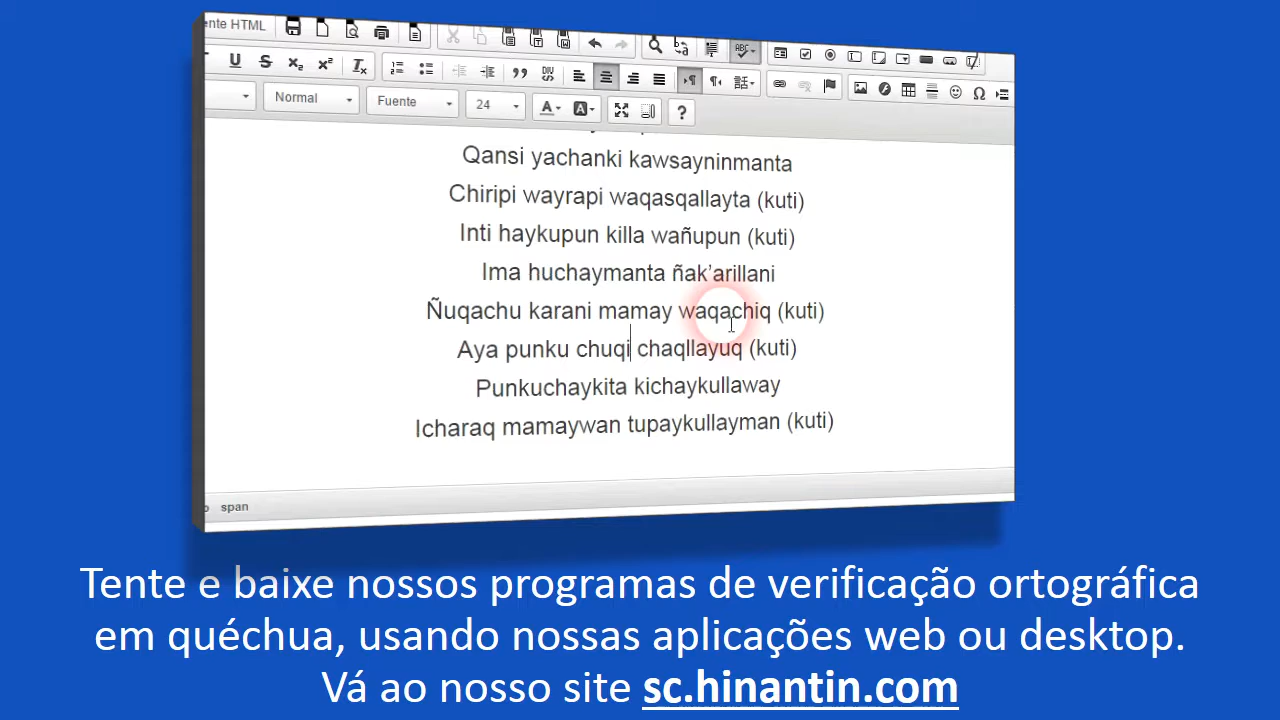 ente HTML
Normal
Fuente
24
Qansi yachanki kawsayninmanta
Chiripi wayrapi waqasqallayta (kuti)
Inti haykupun killa wañupun (kuti)
Ima huchaymanta ñak’arillani
Ñuqachu karani mamay waqachiq (kuti)
Aya punku chuqi chaqllayuq (kuti)
Punkuchaykita kichaykullaway
Icharaq mamaywan tupaykullayman (kuti)
span
Tente e baixe nossos programas de verificação ortográfica
em quéchua, usando nossas aplicações web ou desktop.
Vá ao nosso site sc.hinantin.com